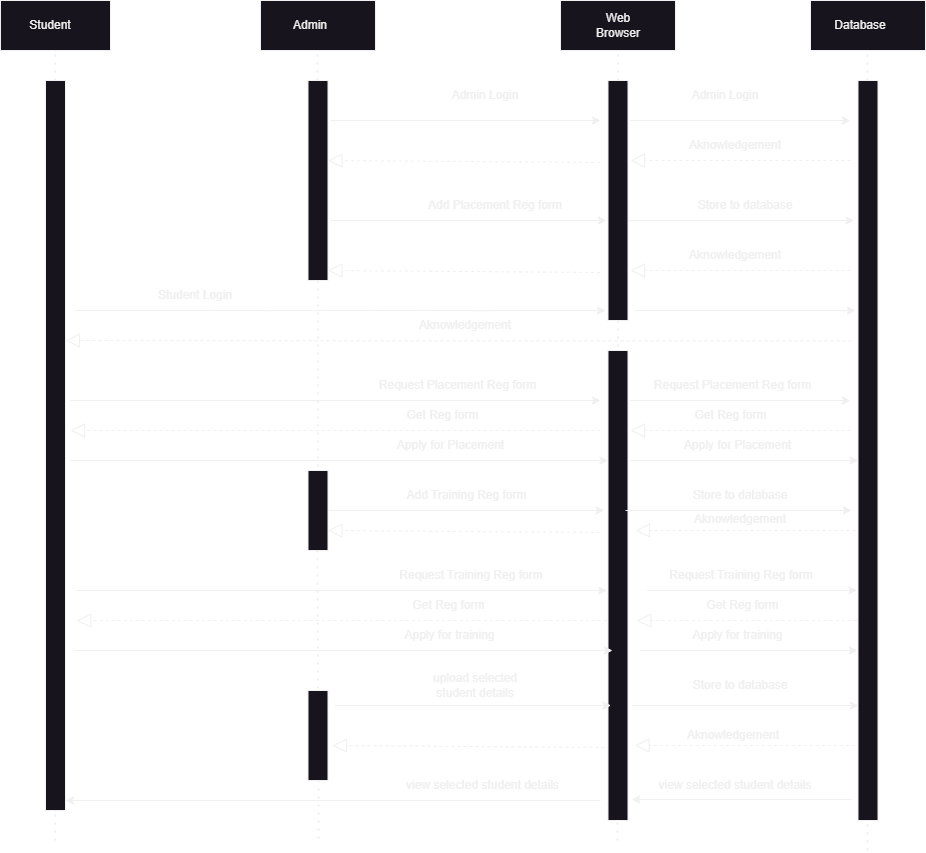 Student
Admin
Web
Browser
Database
Admin Login
Admin Login
Aknowledgement
Add Placement Reg form
Store to database
Aknowledgement
Student Login
Aknowledgement
Request Placement Reg form
Request Placement Reg form
Get Reg form
Get Reg form
Apply for Placement
Apply for Placement
Add Training Reg form
Store to database
Aknowledgement
Request Training Reg form
Request Training Reg form
Get Reg form
Get Reg form
Apply for training
Apply for training
upload selected
student details
Store to database
Aknowledgement
view selected student details
view selected student details